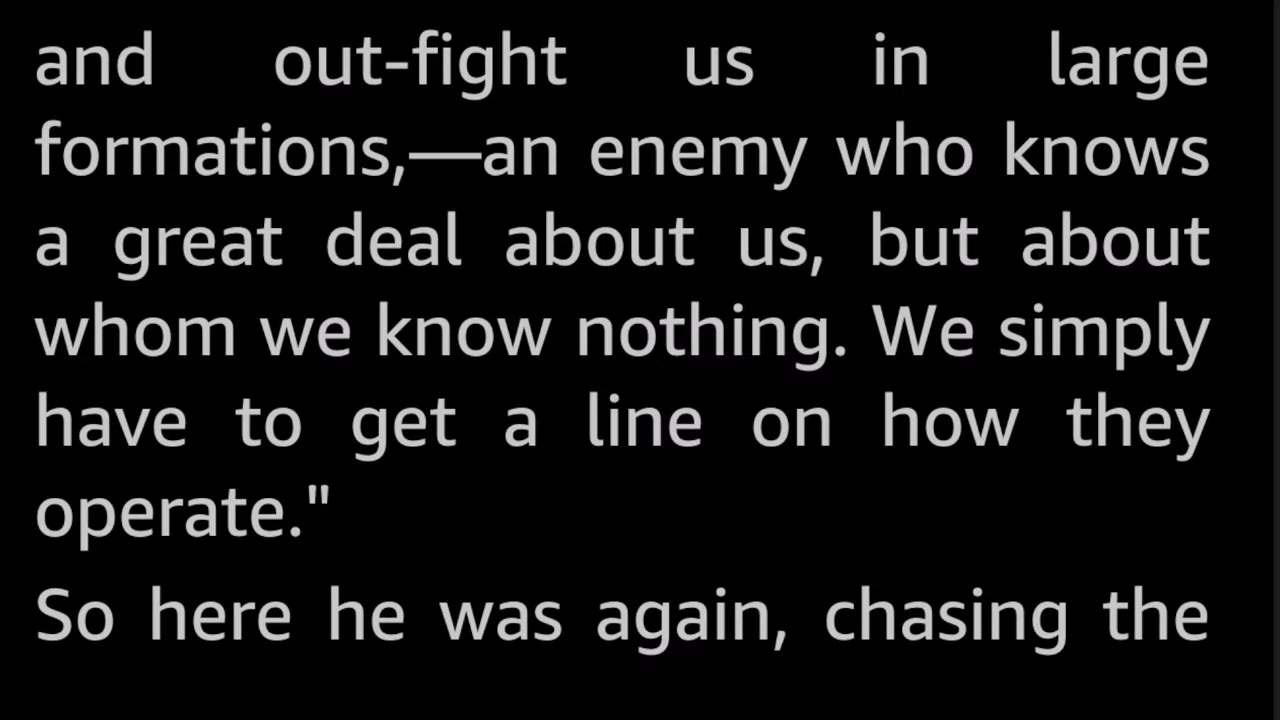 and out-fight us in large
formations,—an enemy who knows
a great deal about us, but about
whom we know nothing. We simply
have to get a line on how they
operate."
So here he was again, chasing the